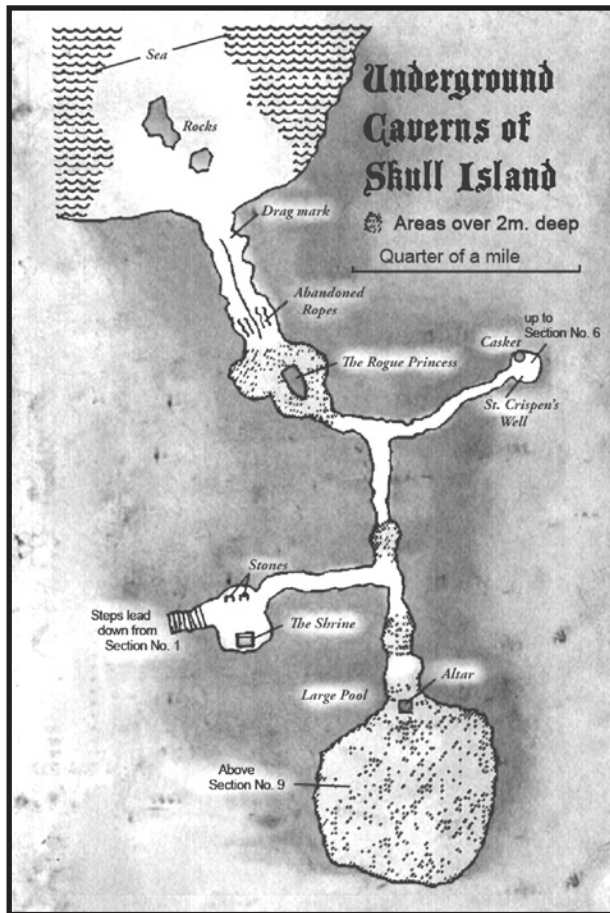 Underground
Caverns of
Skull Island
Areas over 2m. deep
Quarter of a mile
Sea
Rocks
Drag mark
Abandoned
Ropes
The Rogue Princess
up to
Section No. 6
Casket
St. Crispen's
Well
Stones
Steps lead
down from
Section No. 1
The Shrine
Altar
Large Pool
Above
Section No. 9